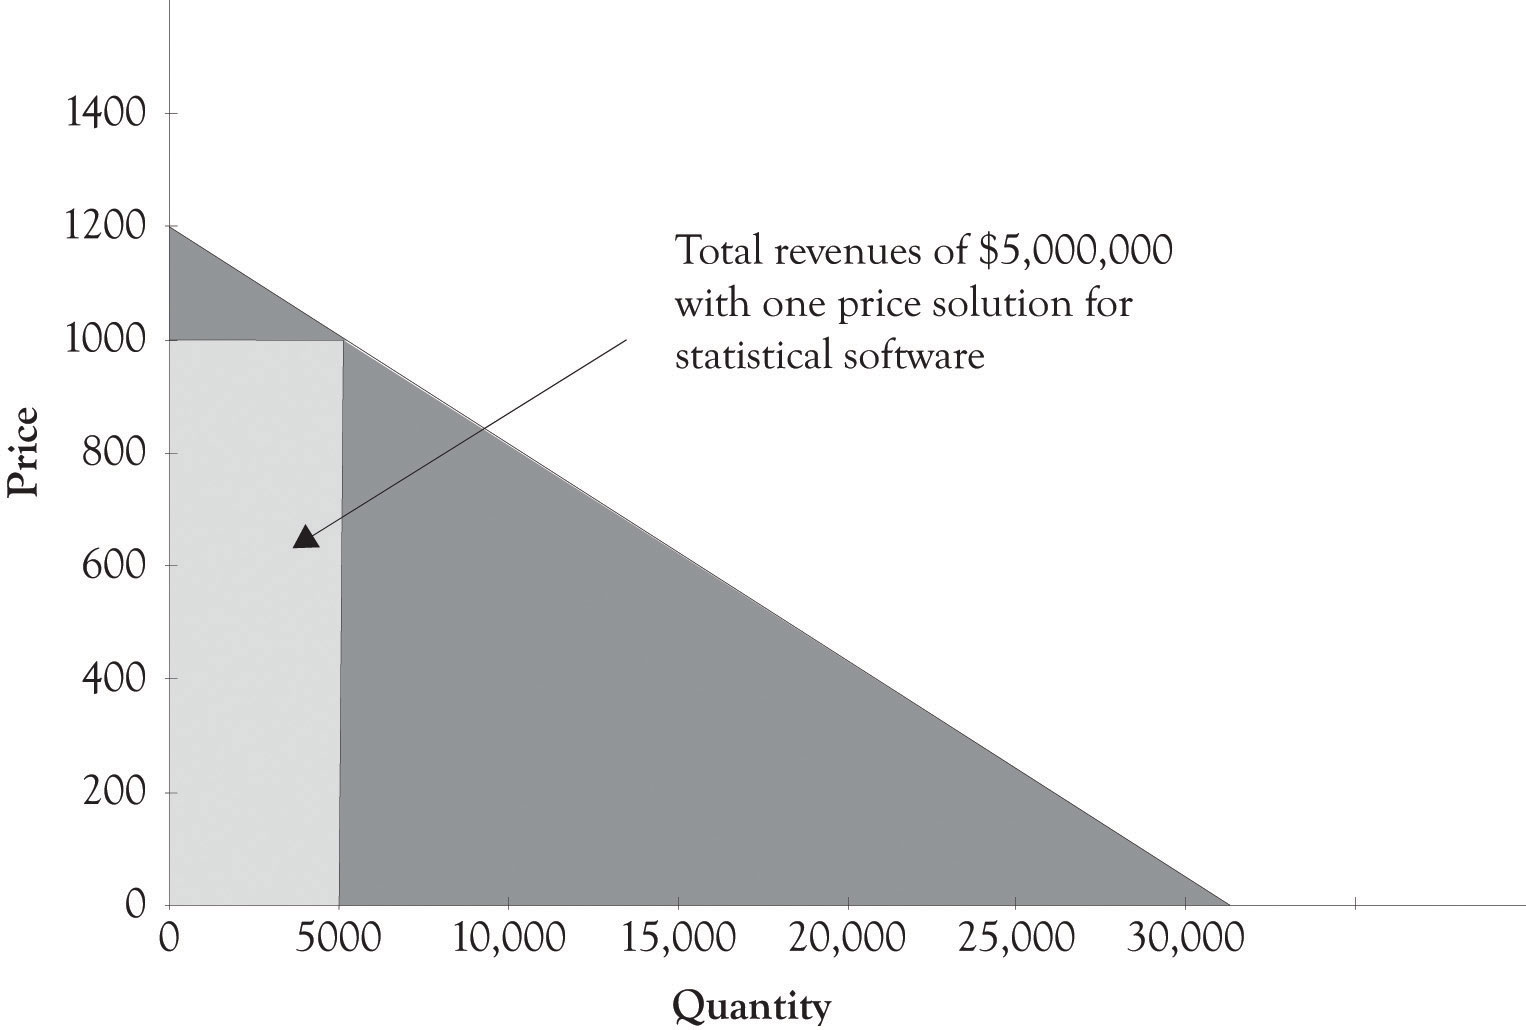 1400
1200
Total revenues of $5,000,000
with one price solution for
statistical software
1000
800
600
400
200
0
Price
0 5000 10,000 15,000 20,000 25,000 30,000
Quantity